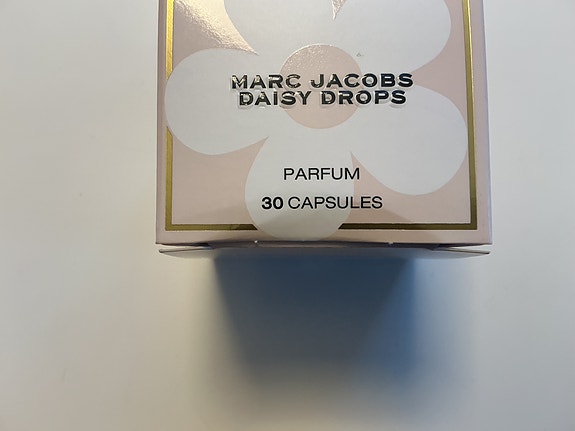 MARC JACOBS
DAISY DROPS
PARFUM
30 CAPSULES